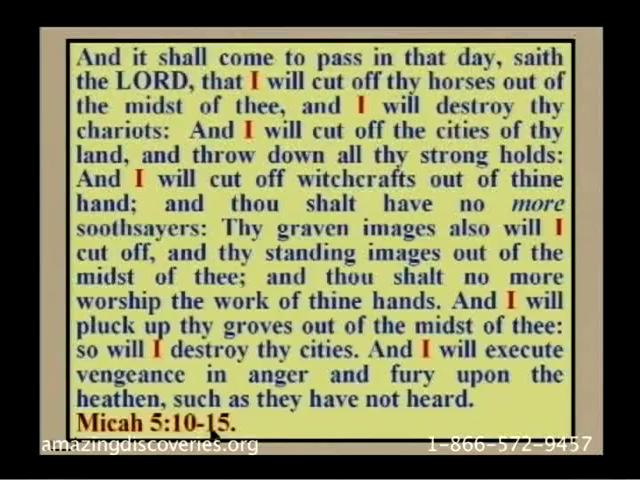 And it shall come to pass in that day, saith
the LORD, that I will cut off thy horses out of
the midst of thee, and I will destroy thy
chariots: And I will cut off the cities of thy
land, and throw down all thy strong holds:
And I will cut off witchcrafts out of thine
hand; and thou shalt have no more
soothsayers: Thy graven images also will I
cut off, and thy standing images out of the
midst of thee; and thou shalt no more
worship the work of thine hands. And I will
pluck up thy groves out of the midst of thee:
so will I destroy thy cities. And I will execute
vengeance in anger and fury upon the
heathen, such as they have not heard.
Micah 5:10-15.
amazingdiscoveries.org 1-866-572-9457